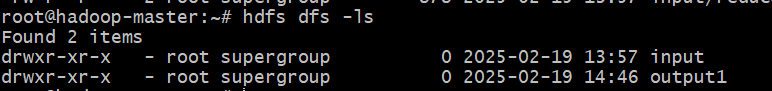 root@hadoop-master:~# hdfs dfs -ls
Found 2 items
drwxr-xr-x   - root supergroup          0 2025-02-19 13:57 input
drwxr-xr-x   - root supergroup          0 2025-02-19 14:46 output1